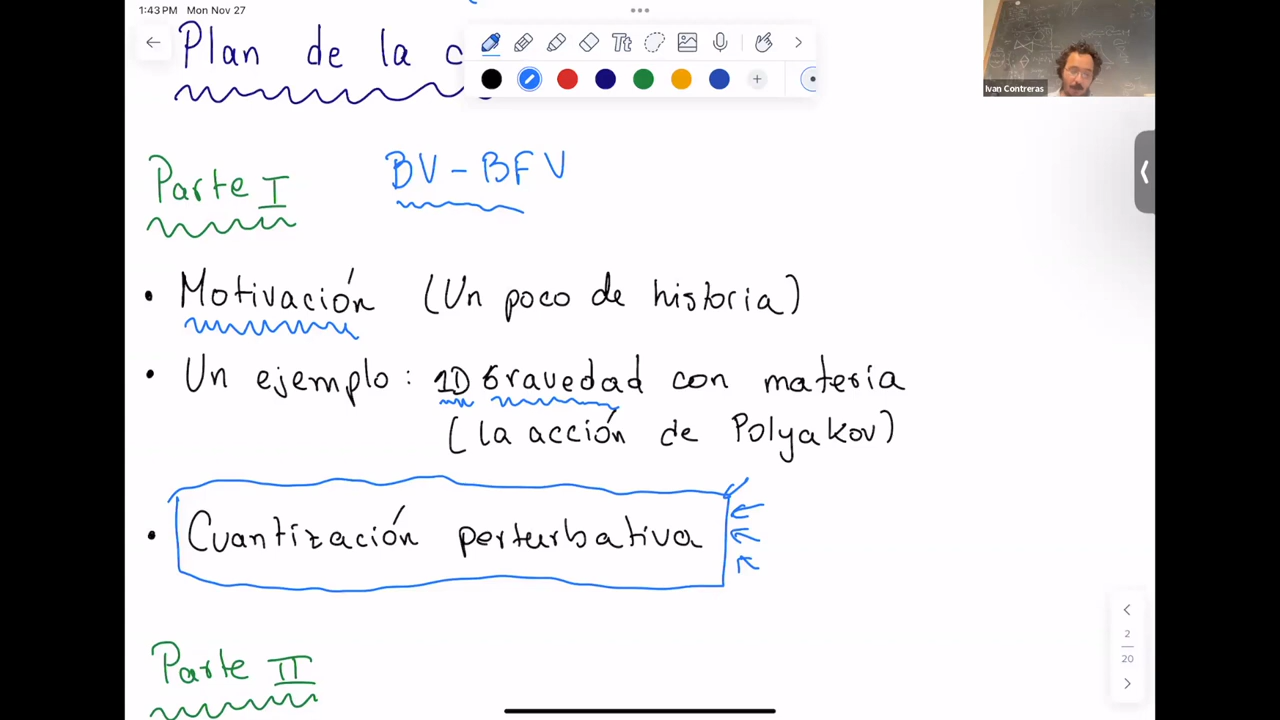 1:43 PM Mon Nov 27
Plan de la c
Tt
Ivan Contreras
Parte I
BV - BFV
• Motivación (Un poco de historia)
• Un ejemplo: 1D Gravedad con materia
(la acción de Polyakov)
• Cuantización perturbativa
2
20
Parte II